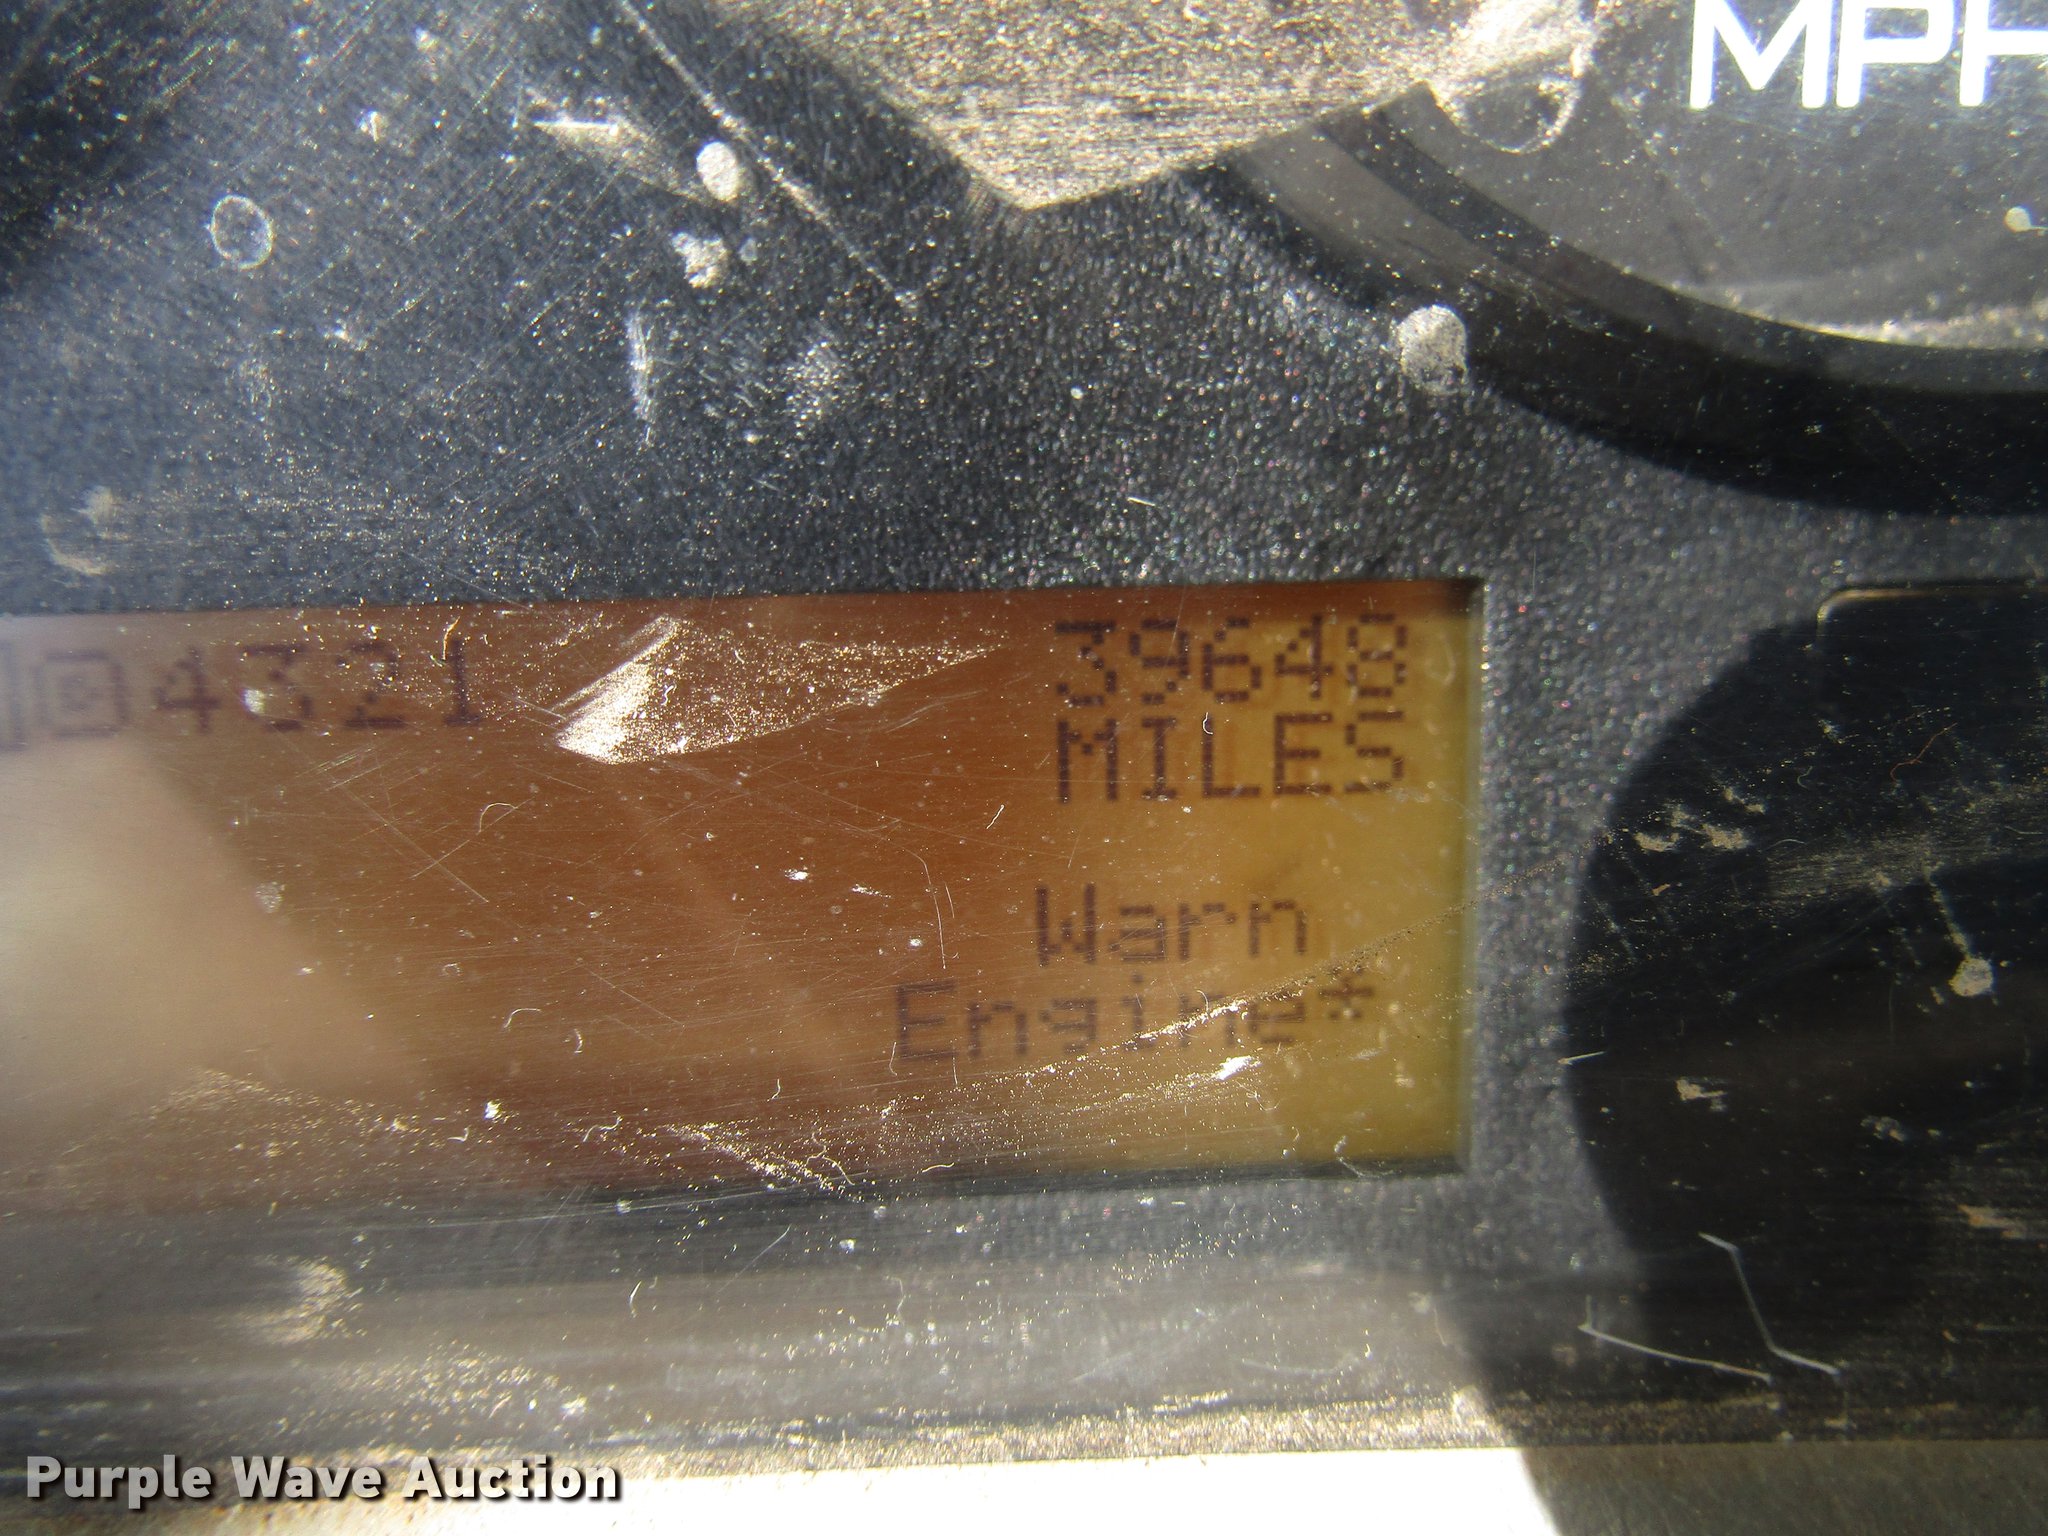 MPH
4321
39648
MILES
Warn
Engine*
Purple Wave Auction